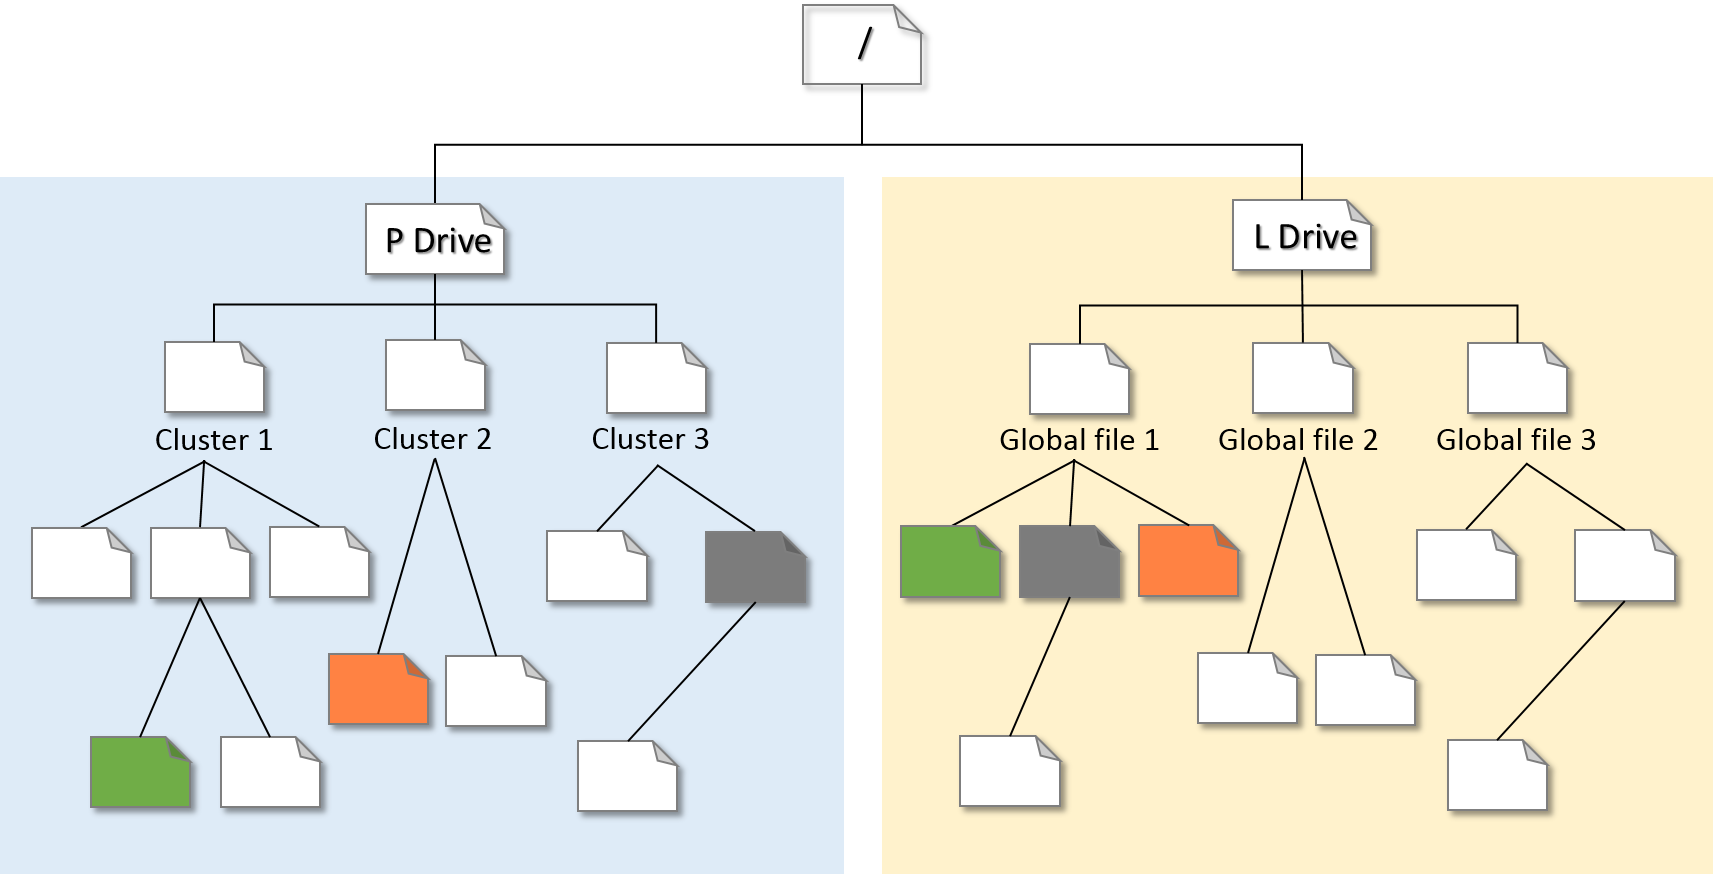 /
P Drive
L Drive
Cluster 1
Cluster 2
Cluster 3
Global file 1
Global file 2
Global file 3